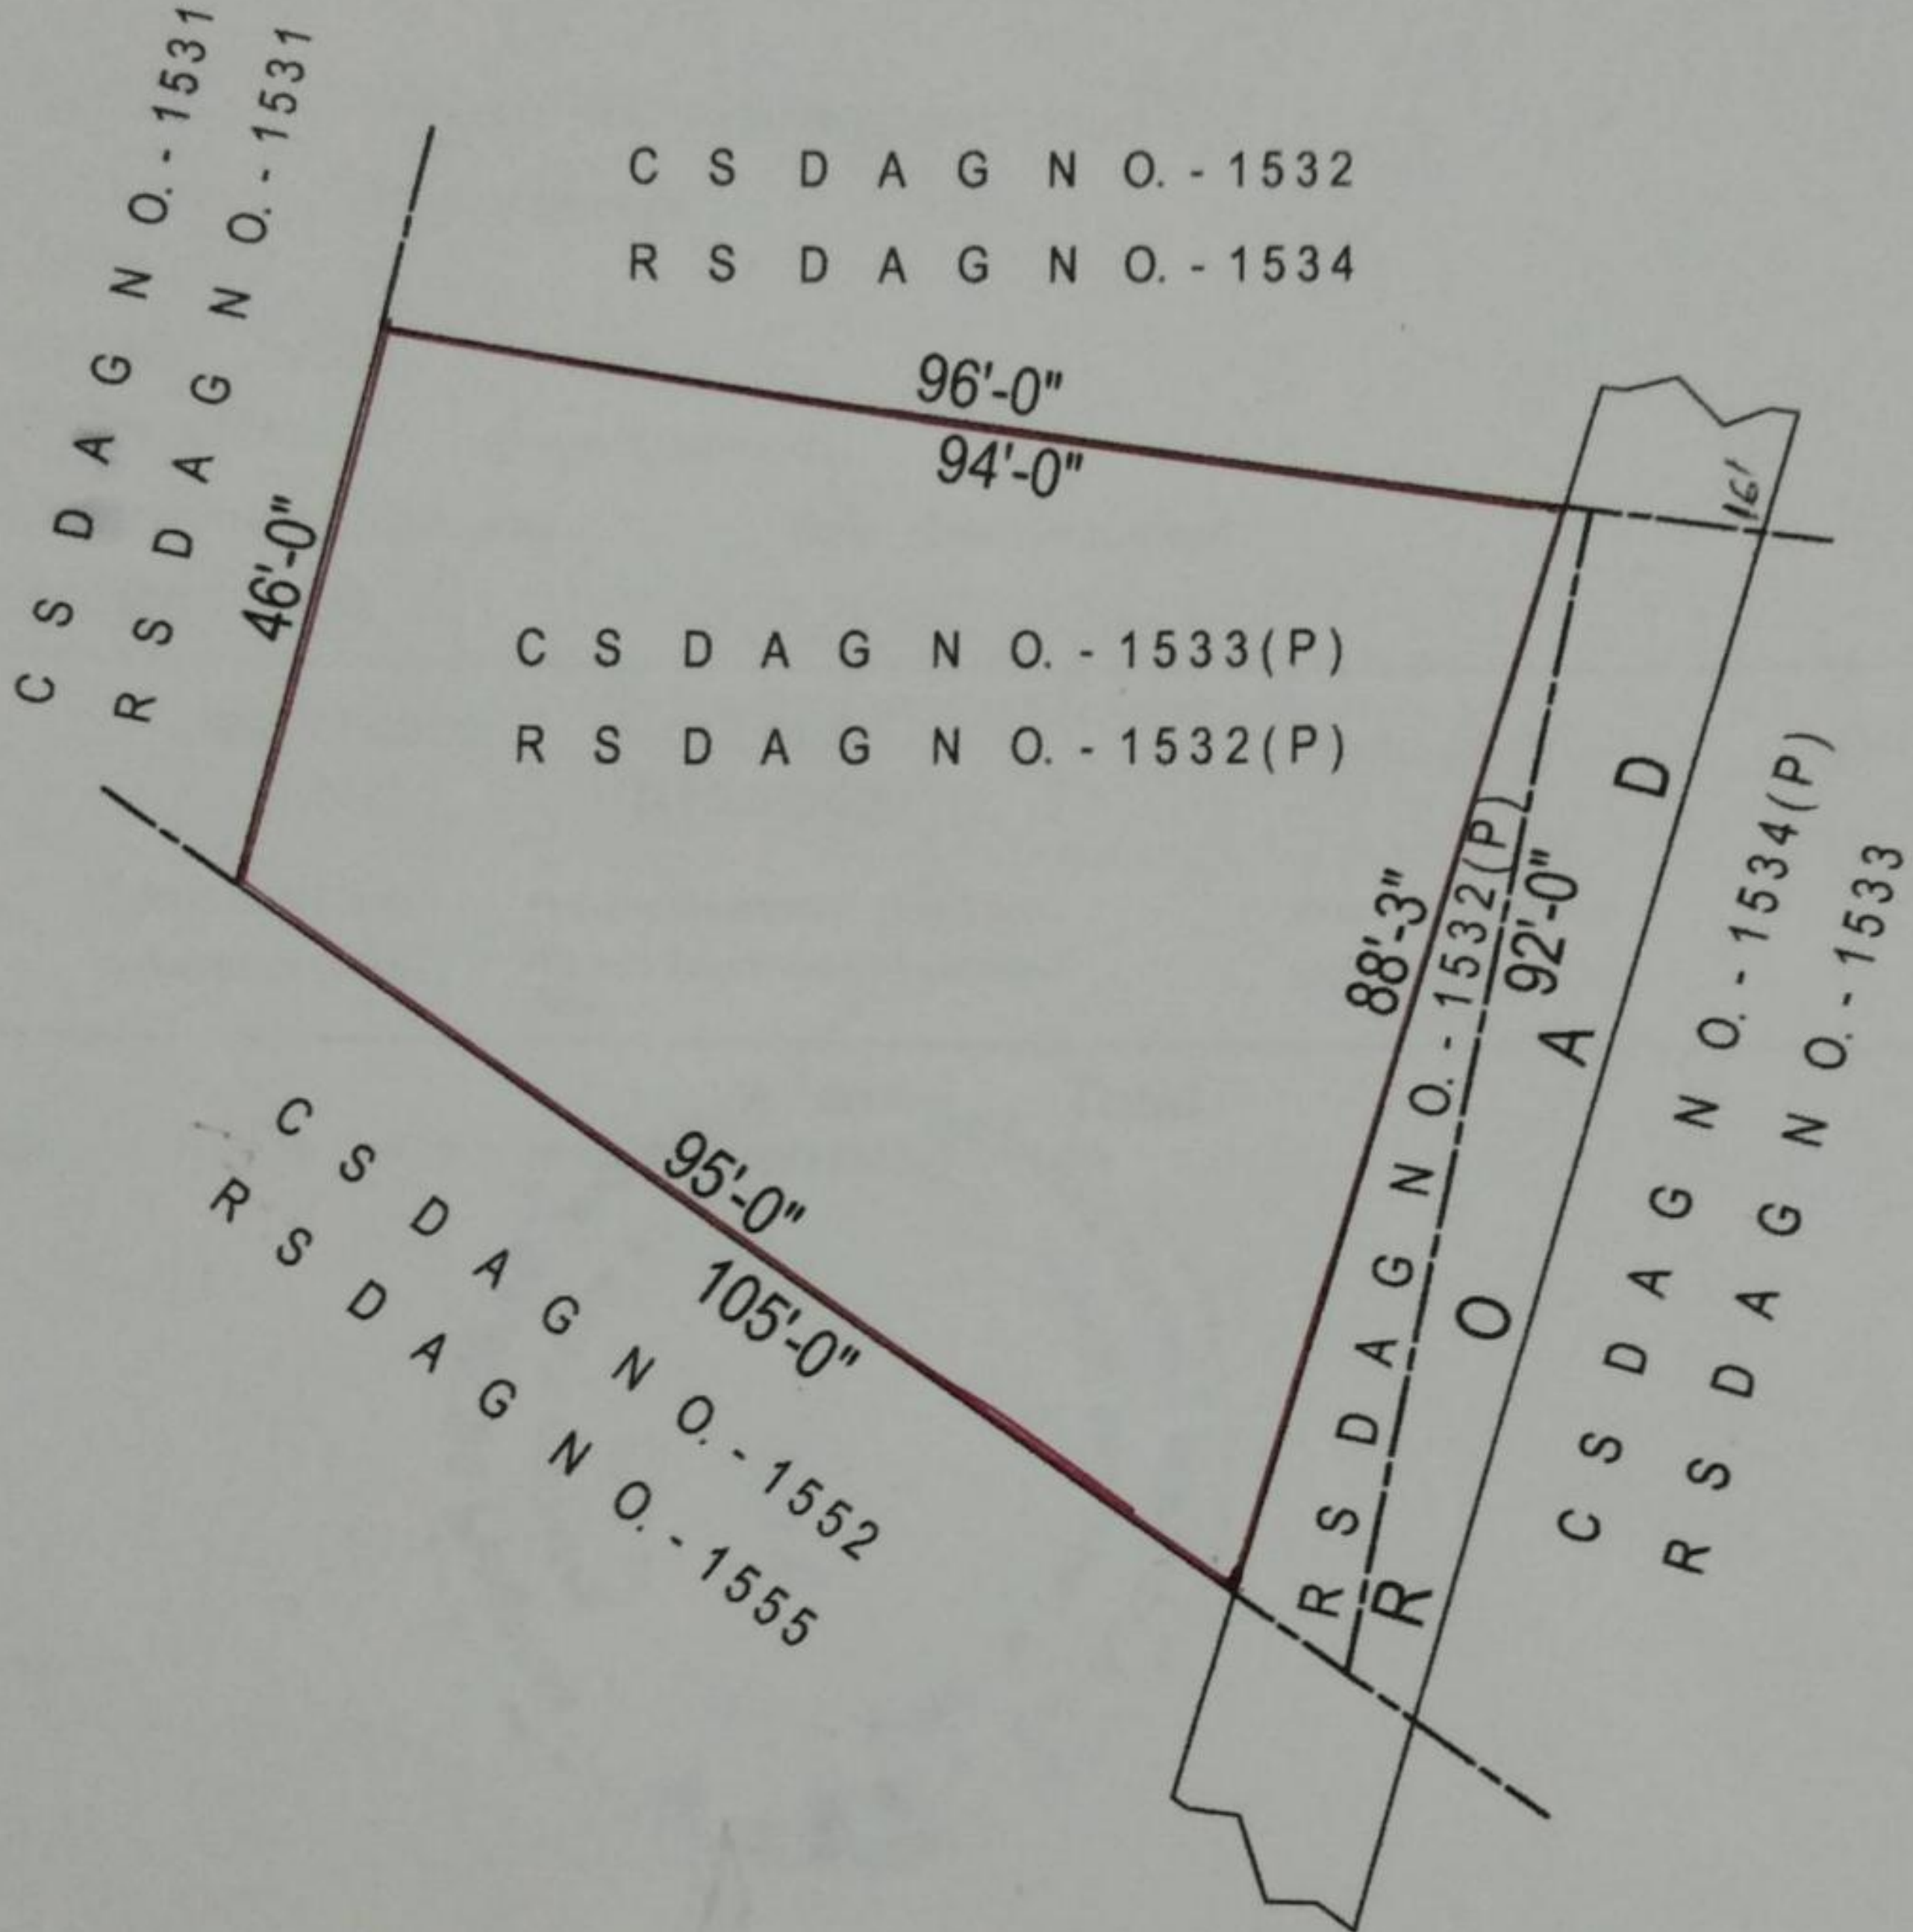 C S D A G N O. - 1531
R S D A G N O. - 1531
C S D A G N O. - 1532
R S D A G N O. - 1534
96'-0"
94'-0"
16'
46'-0"
C S D A G N O. - 1533(P)
R S D A G N O. - 1532(P)
88'-3"
R S D A G N O. - 1532(P)
92'-0"
R O A D
C S D A G N O. - 1534(P)
R S D A G N O. - 1533
95'-0"
105'-0"
C S D A G N O. - 1552
R S D A G N O. - 1555